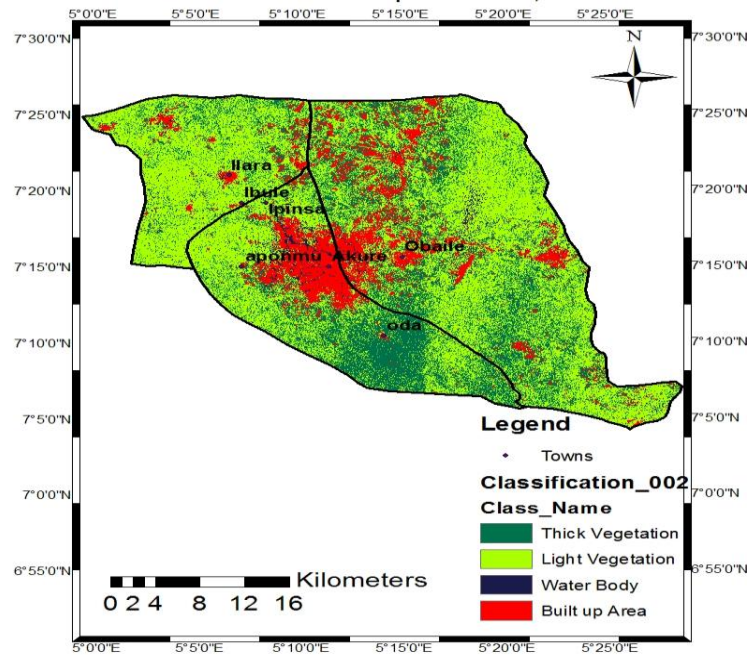 5°0'0"E 5°5'0"E 5°10'0"E 5°15'0"E 5°20'0"E 5°25'0"E
7°30'0"N 7°30'0"N
N
7°25'0"N 7°25'0"N
Ilara
7°20'0"N 7°20'0"N
Ibule
Ipinsa
Obaile
aponmu Akure
7°15'0"N 7°15'0"N
oda
7°10'0"N 7°10'0"N
7°5'0"N 7°5'0"N
Legend
Towns
Classification_002
7°0'0"N 7°0'0"N
Class_Name
Thick Vegetation
Light Vegetation
6°55'0"N 6°55'0"N
Water Body
Built up Area
Kilometers
0 2 4 8 12 16
5°0'0"E 5°5'0"E 5°10'0"E 5°15'0"E 5°20'0"E 5°25'0"E